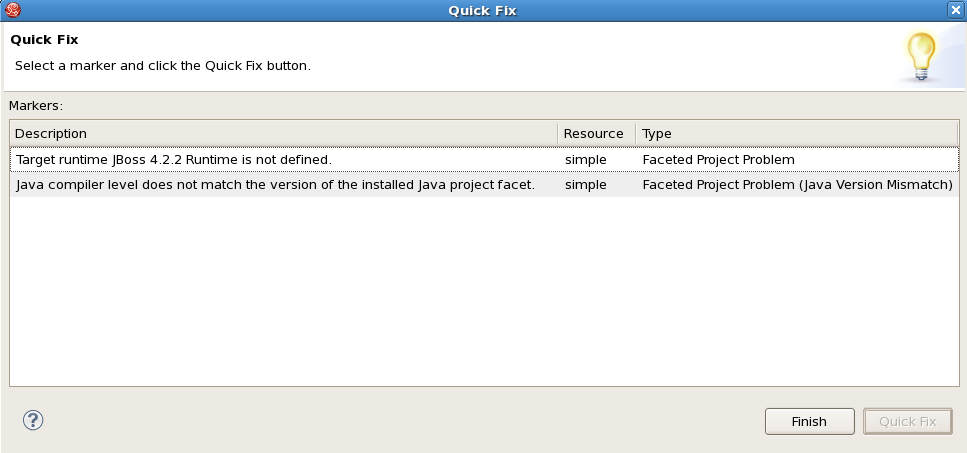 Quick Fix
Quick Fix
Select a marker and click the Quick Fix button.
Markers:
Description Resource Type
Target runtime JBoss 4.2.2 Runtime is not defined. simple Faceted Project Problem
Java compiler level does not match the version of the installed Java project facet. simple Faceted Project Problem (Java Version Mismatch)
? Finish Quick Fix